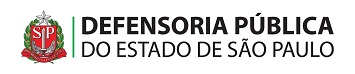 SP
DEFENSORIA PÚBLICA
DO ESTADO DE SÃO PAULO